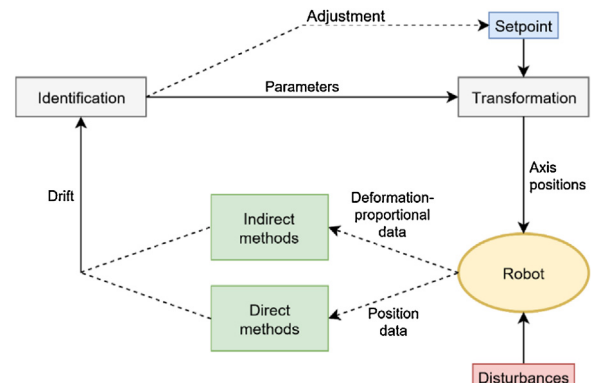 Adjustment
Setpoint
Identification
Parameters
Transformation
Drift
Axis
positions
Indirect
methods
Deformation-
proportional
data
Robot
Direct
methods
Position
data
Disturbances